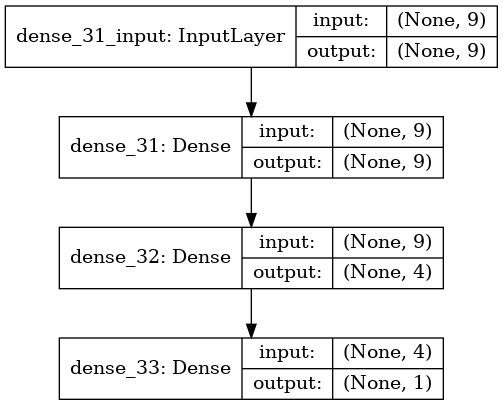 dense_31_input: InputLayer
input: (None, 9)
output: (None, 9)
dense_31: Dense
input: (None, 9)
output: (None, 9)
dense_32: Dense
input: (None, 9)
output: (None, 4)
dense_33: Dense
input: (None, 4)
output: (None, 1)